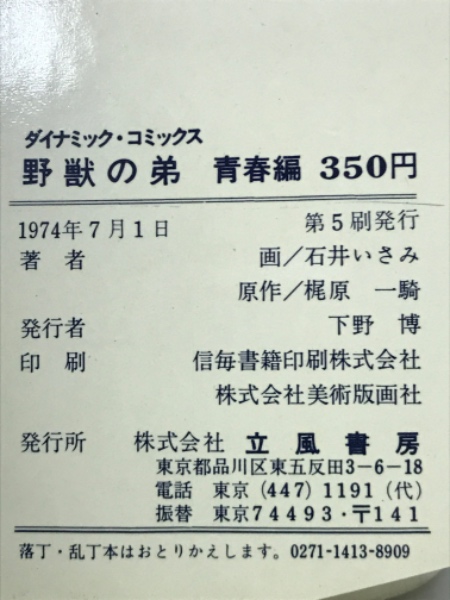 ダイナミック・コミックス
野獣の弟 青春編 350円
1974年7月1日 第5刷発行
著者 画/石井いさみ
原作/梶原一騎
発行者 下野博
印刷 信毎書籍印刷株式会社
株式会社美術版画社
発行所 株式会社立風書房
東京都品川区東五反田3-6-18
電話 東京(447)1191(代)
振替 東京74493・〒141
落丁・乱丁本はおとりかえします。0271-1413-8909